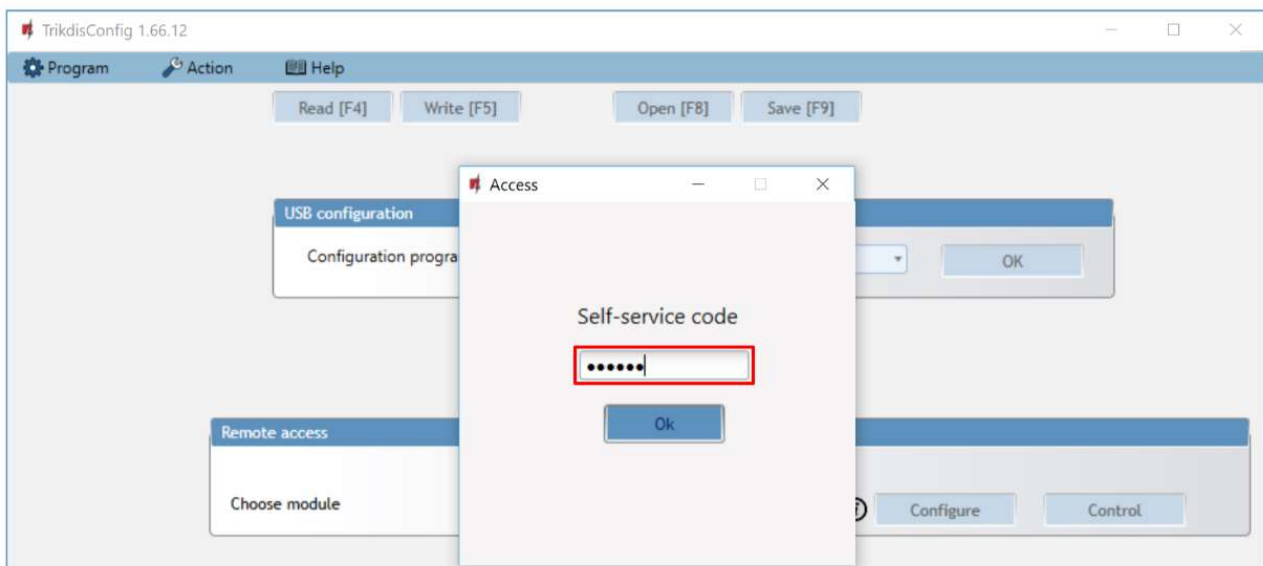 TrikdisConfig 1.66.12
Program Action Help
Read [F4] Write [F5] Open [F8] Save [F9]
Access
USB configuration
Configuration progra
OK
Self-service code
••••••
Ok
Remote access
Choose module
Configure Control